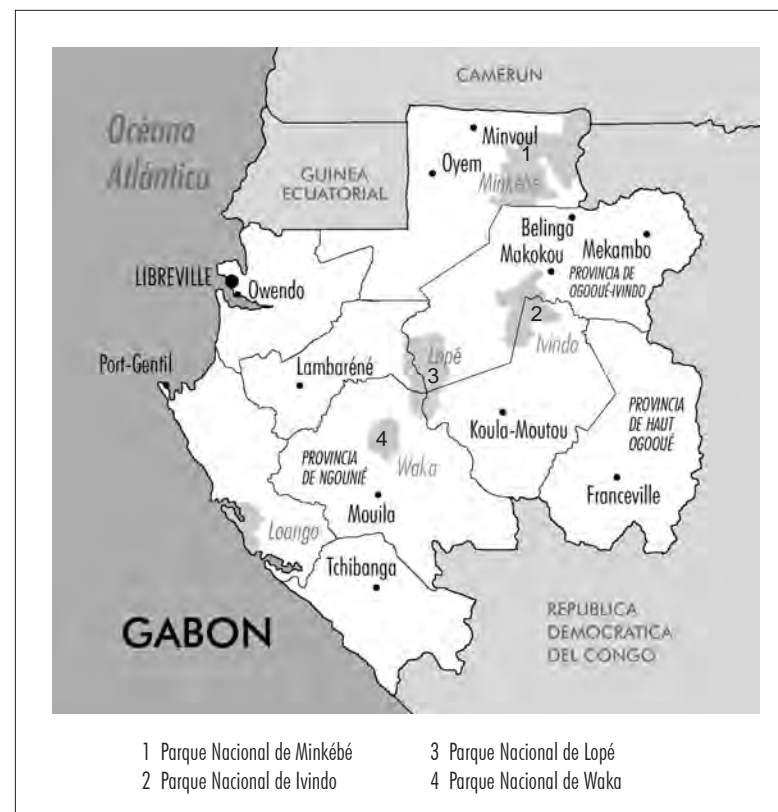 CAMERUN
Océano
Atlántico
Minvoul
1
Oyem
Minkébé
GUINEA
ECUATORIAL
Belinga
Makokou
Mekambo
LIBREVILLE
PROVINCIA DE
OGOOUÉ-IVINDO
Owendo
2
Ivindo
Port-Gentil
Lambaréné
Lopé
3
PROVINCIA
DE HAUT
OGOOUÉ
4
Koula-Moutou
PROVINCIA
DE NGOUNIÉ
Waka
Franceville
Mouila
Loango
Tchibanga
GABON
REPUBLICA
DEMOCRATICA
DEL CONGO
1 Parque Nacional de Minkébé
2 Parque Nacional de Ivindo
3 Parque Nacional de Lopé
4 Parque Nacional de Waka